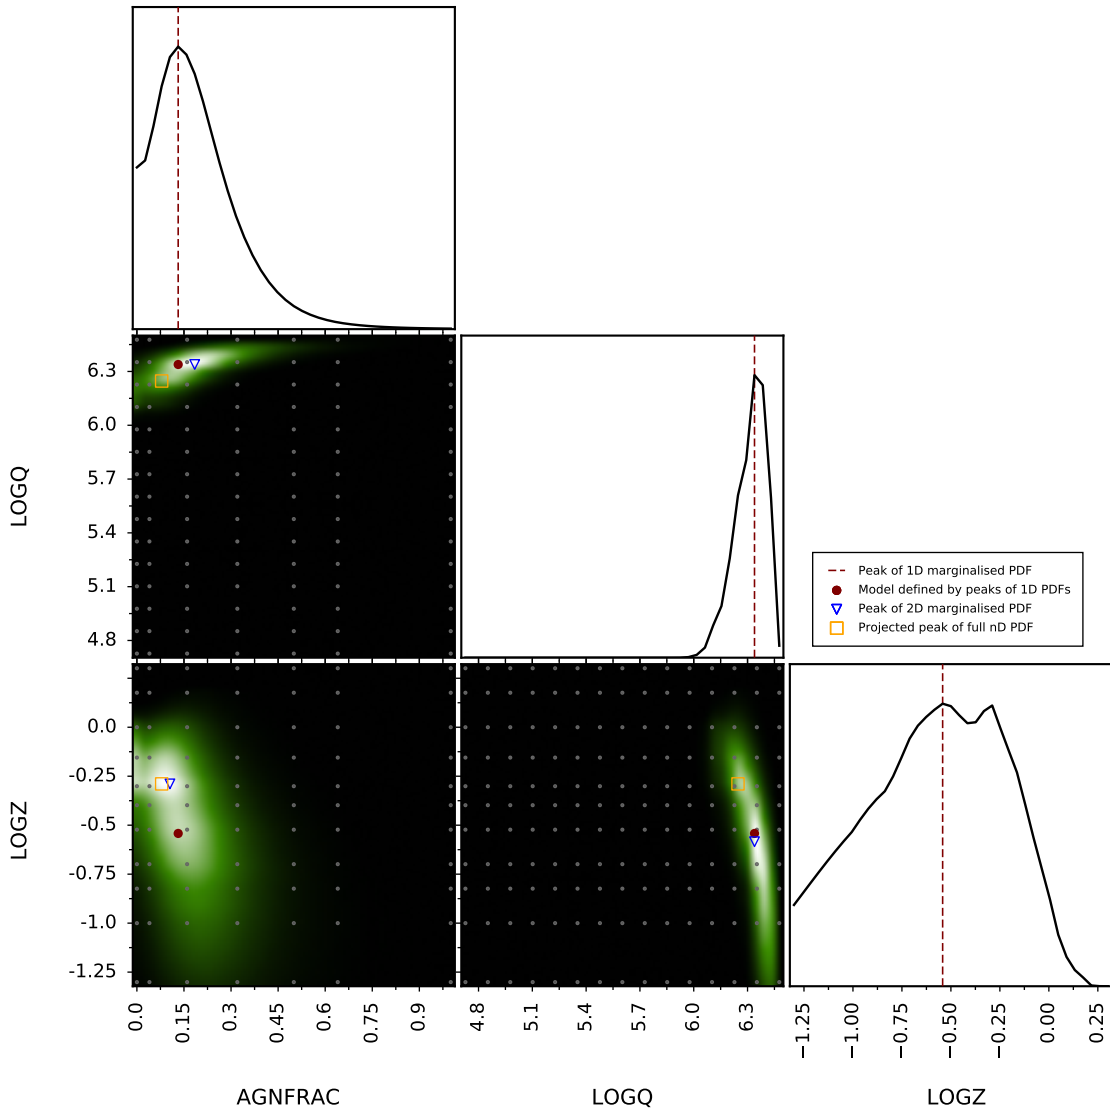 LOGQ
6.3
6.0
5.7
5.4
5.1
4.8
Peak of 1D marginalised PDF
Model defined by peaks of 1D PDFs
Peak of 2D marginalised PDF
Projected peak of full nD PDF
LOGZ
0.0
-0.25
-0.5
-0.75
-1.0
-1.25
0.0 0.15 0.3 0.45 0.6 0.75 0.9
4.8 5.1 5.4 5.7 6.0 6.3
−1.25 −1.00 −0.75 −0.50 −0.25 0.00 0.25
AGNFRAC LOGQ LOGZ